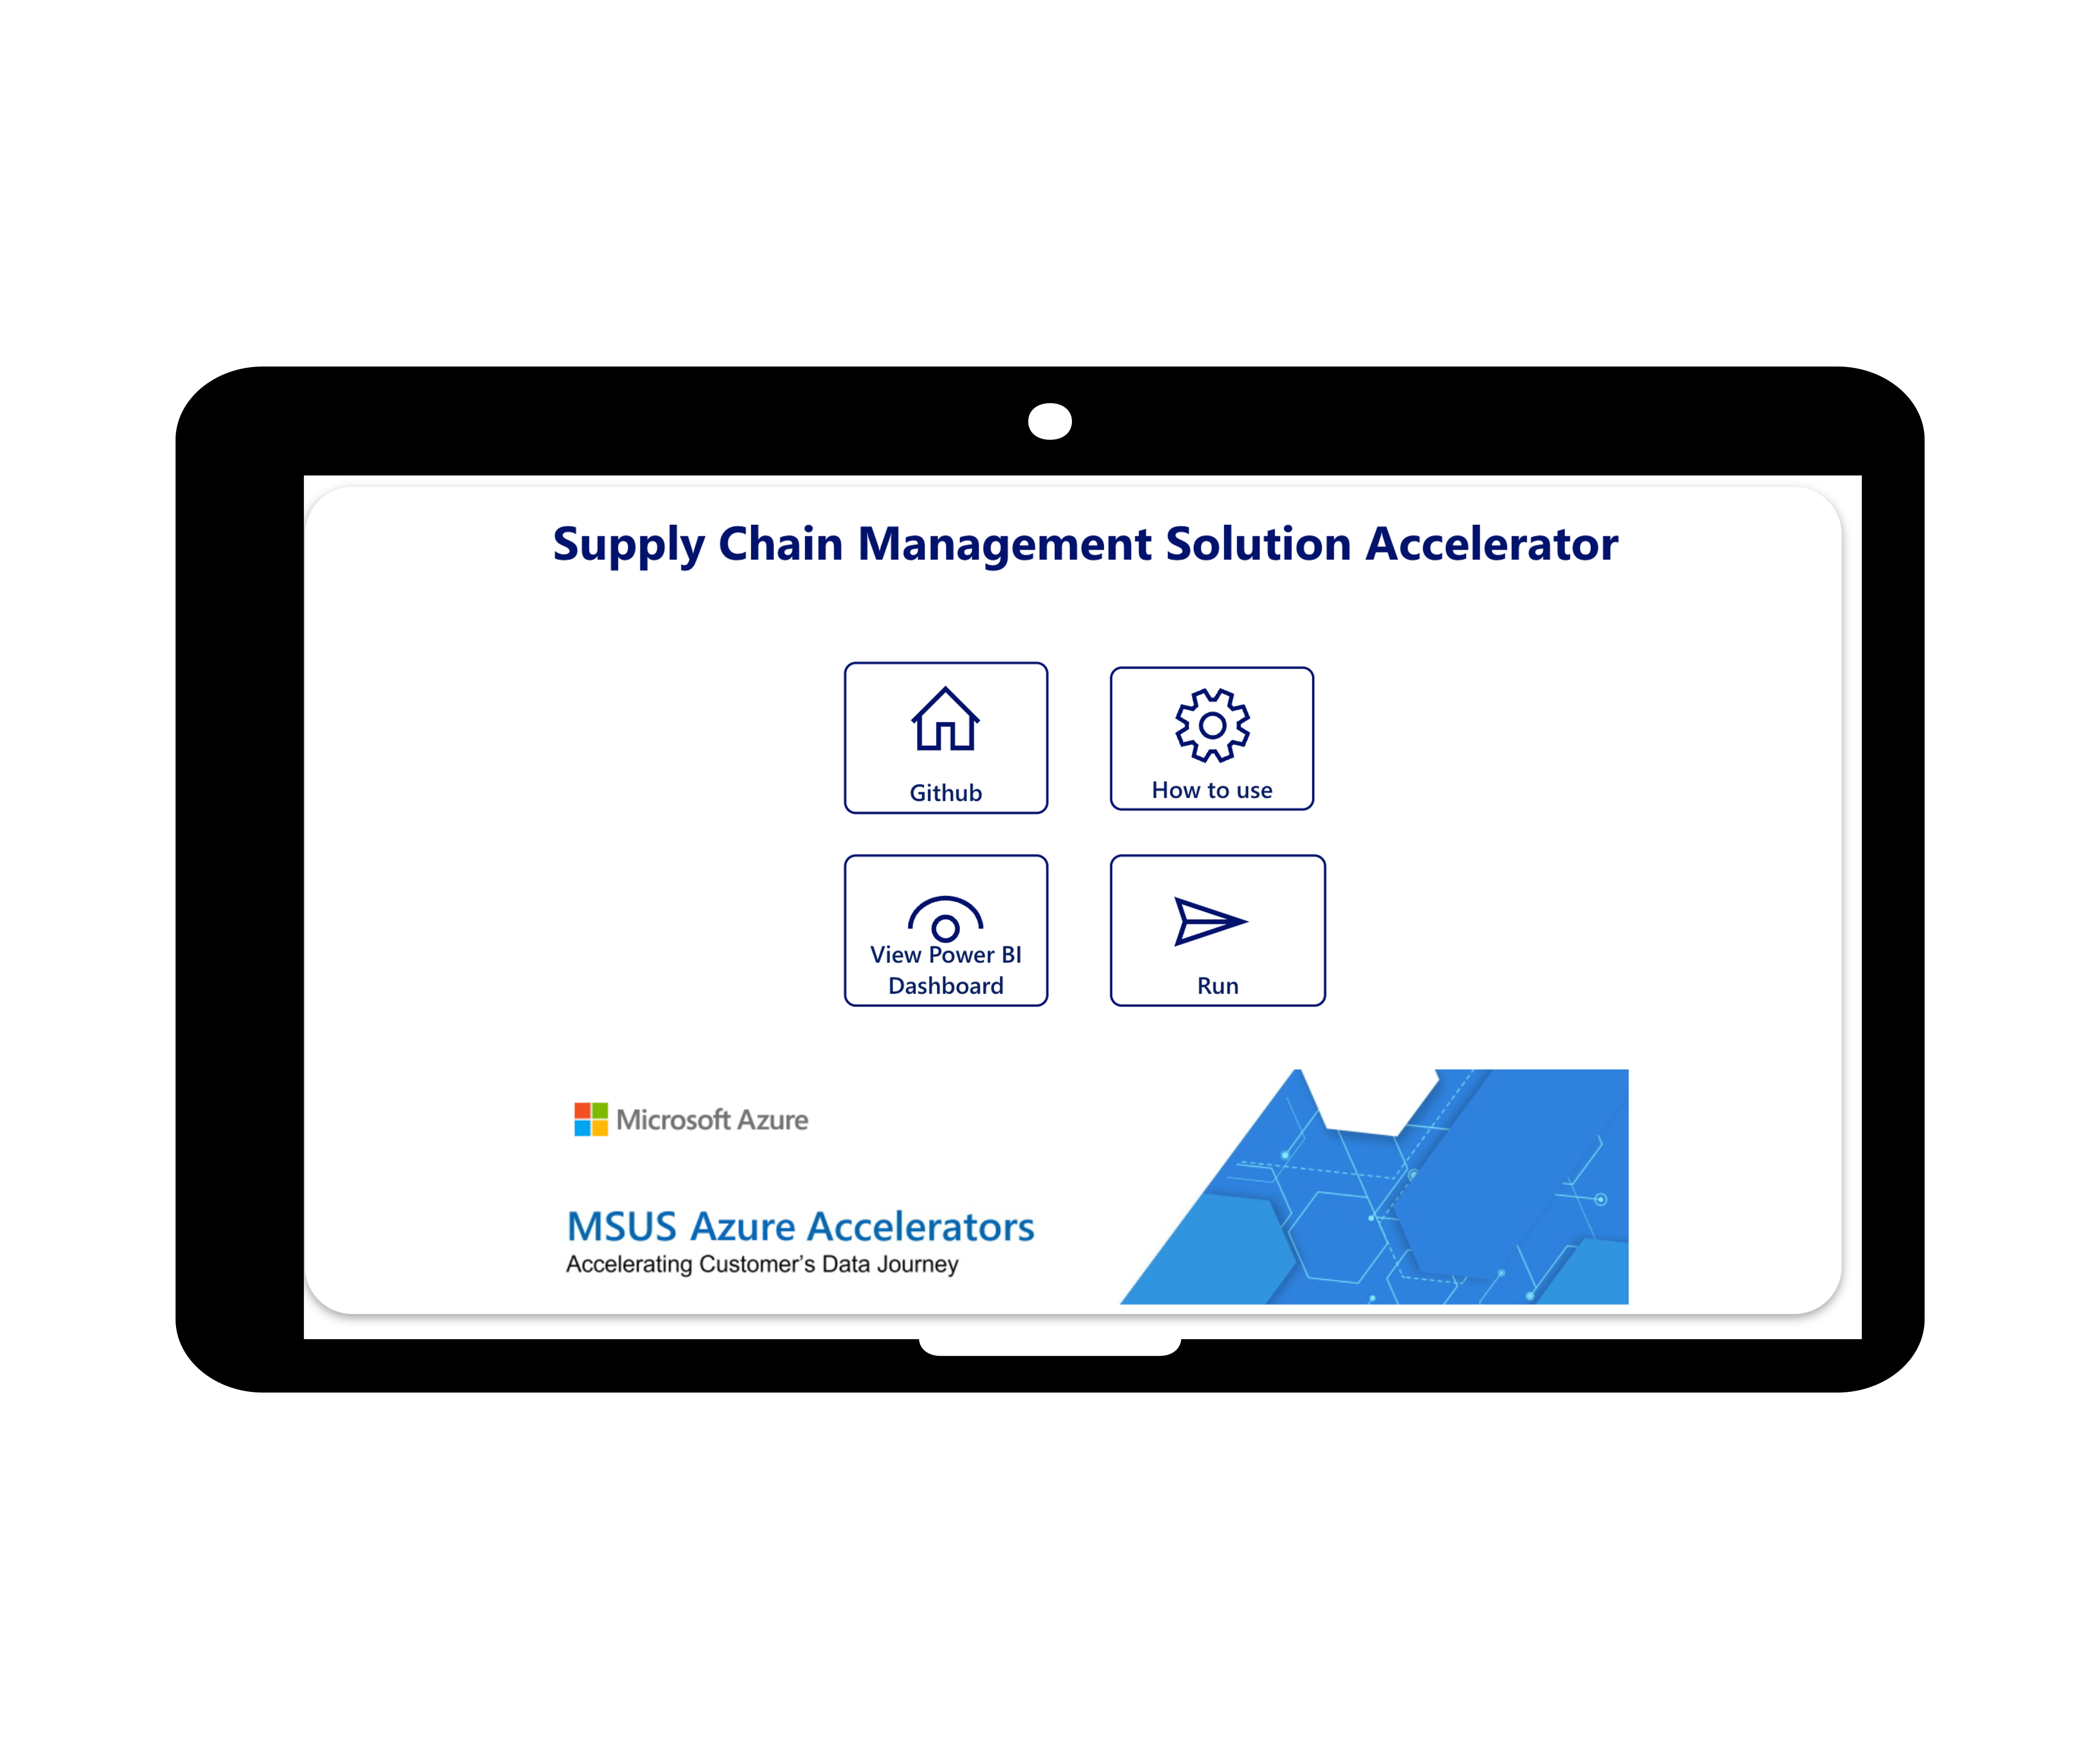 Supply Chain Management Solution Accelerator
Github
How to use
View Power BI
Dashboard
Run
Microsoft Azure
MSUS Azure Accelerators
Accelerating Customer’s Data Journey